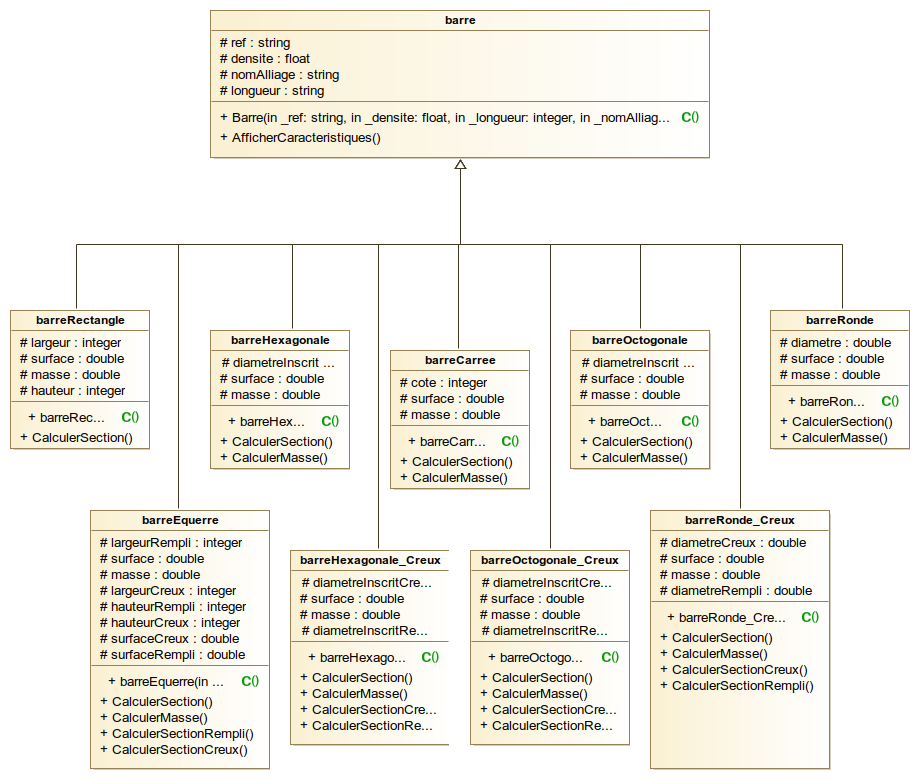 barre
# ref : string
# densite : float
# nomAlliage : string
# longueur : string
+ Barre(in _ref: string, in _densite: float, in _longueur: integer, in _nomAlliag... C()
+ AfficherCaracteristiques()
barreRectangle
# largeur : integer
# surface : double
# masse : double
# hauteur : integer
+ barreRec... C()
+ CalculerSection()
barreHexagonale
# diametreInscrit ...
# surface : double
# masse : double
+ barreHex... C()
+ CalculerSection()
+ CalculerMasse()
barreCarree
# cote : integer
# surface : double
# masse : double
+ barreCarr... C()
+ CalculerSection()
+ CalculerMasse()
barreOctogonale
# diametreInscrit ...
# surface : double
# masse : double
+ barreOct... C()
+ CalculerSection()
+ CalculerMasse()
barreRonde
# diametre : double
# surface : double
# masse : double
+ barreRon... C()
+ CalculerSection()
+ CalculerMasse()
barreEquerre
# largeurRempli : integer
# surface : double
# masse : double
# largeurCreux : integer
# hauteurRempli : integer
# hauteurCreux : integer
# surfaceCreux : double
# surfaceRempli : double
+ barreEquerre(in ... C()
+ CalculerSection()
+ CalculerMasse()
+ CalculerSectionRempli()
+ CalculerSectionCreux()
barreHexagonale_Creux
# diametreInscritCre...
# surface : double
# masse : double
# diametreInscritRe...
+ barreHexago... C()
+ CalculerSection()
+ CalculerMasse()
+ CalculerSectionCre...
+ CalculerSectionRe...
barreOctogonale_Creux
# diametreInscritCre...
# surface : double
# masse : double
# diametreInscritRe...
+ barreOctogo... C()
+ CalculerSection()
+ CalculerMasse()
+ CalculerSectionCre...
+ CalculerSectionRe...
barreRonde_Creux
# diametreCreux : double
# surface : double
# masse : double
# diametreRempli : double
+ barreRonde_Cre... C()
+ CalculerSection()
+ CalculerMasse()
+ CalculerSectionCreux()
+ CalculerSectionRempli()